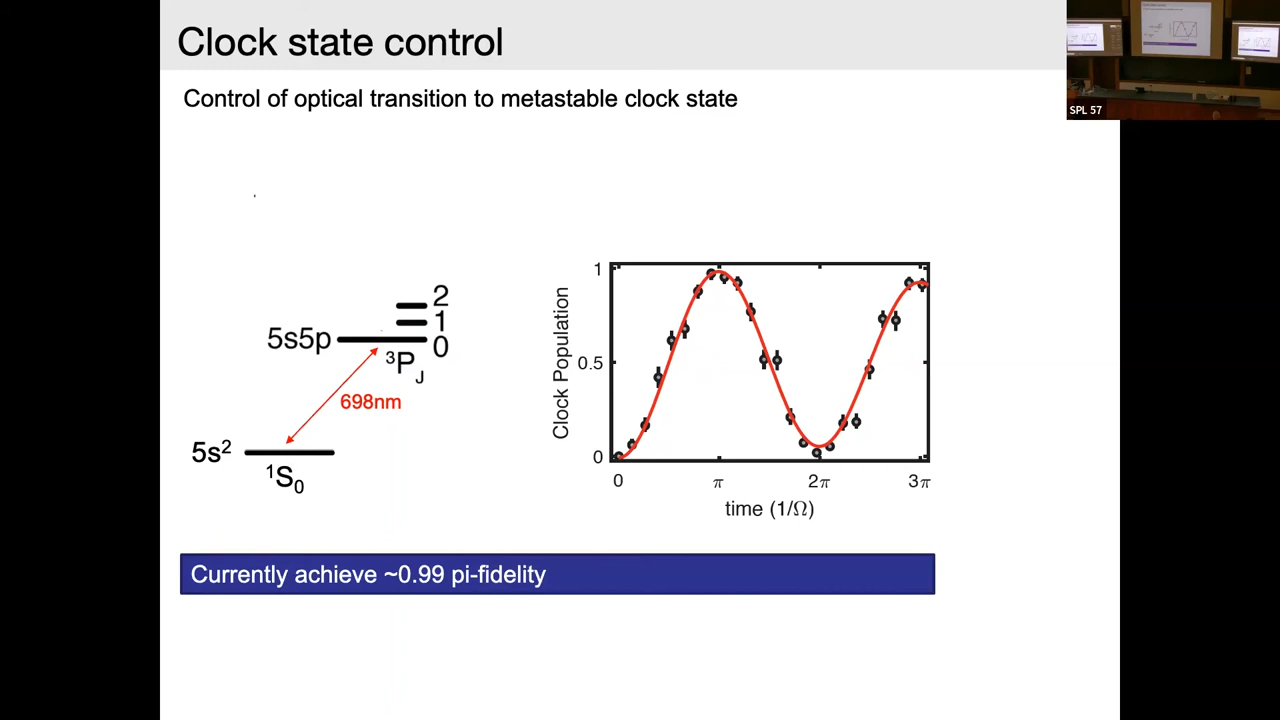 Clock state control
Control of optical transition to metastable clock state
SPL 57
2
1
0
5s5p
³P_J
698nm
5s²
¹S₀
Clock Population
1
0.5
0
0 π 2π 3π
time (1/Ω)
Currently achieve ~0.99 pi-fidelity